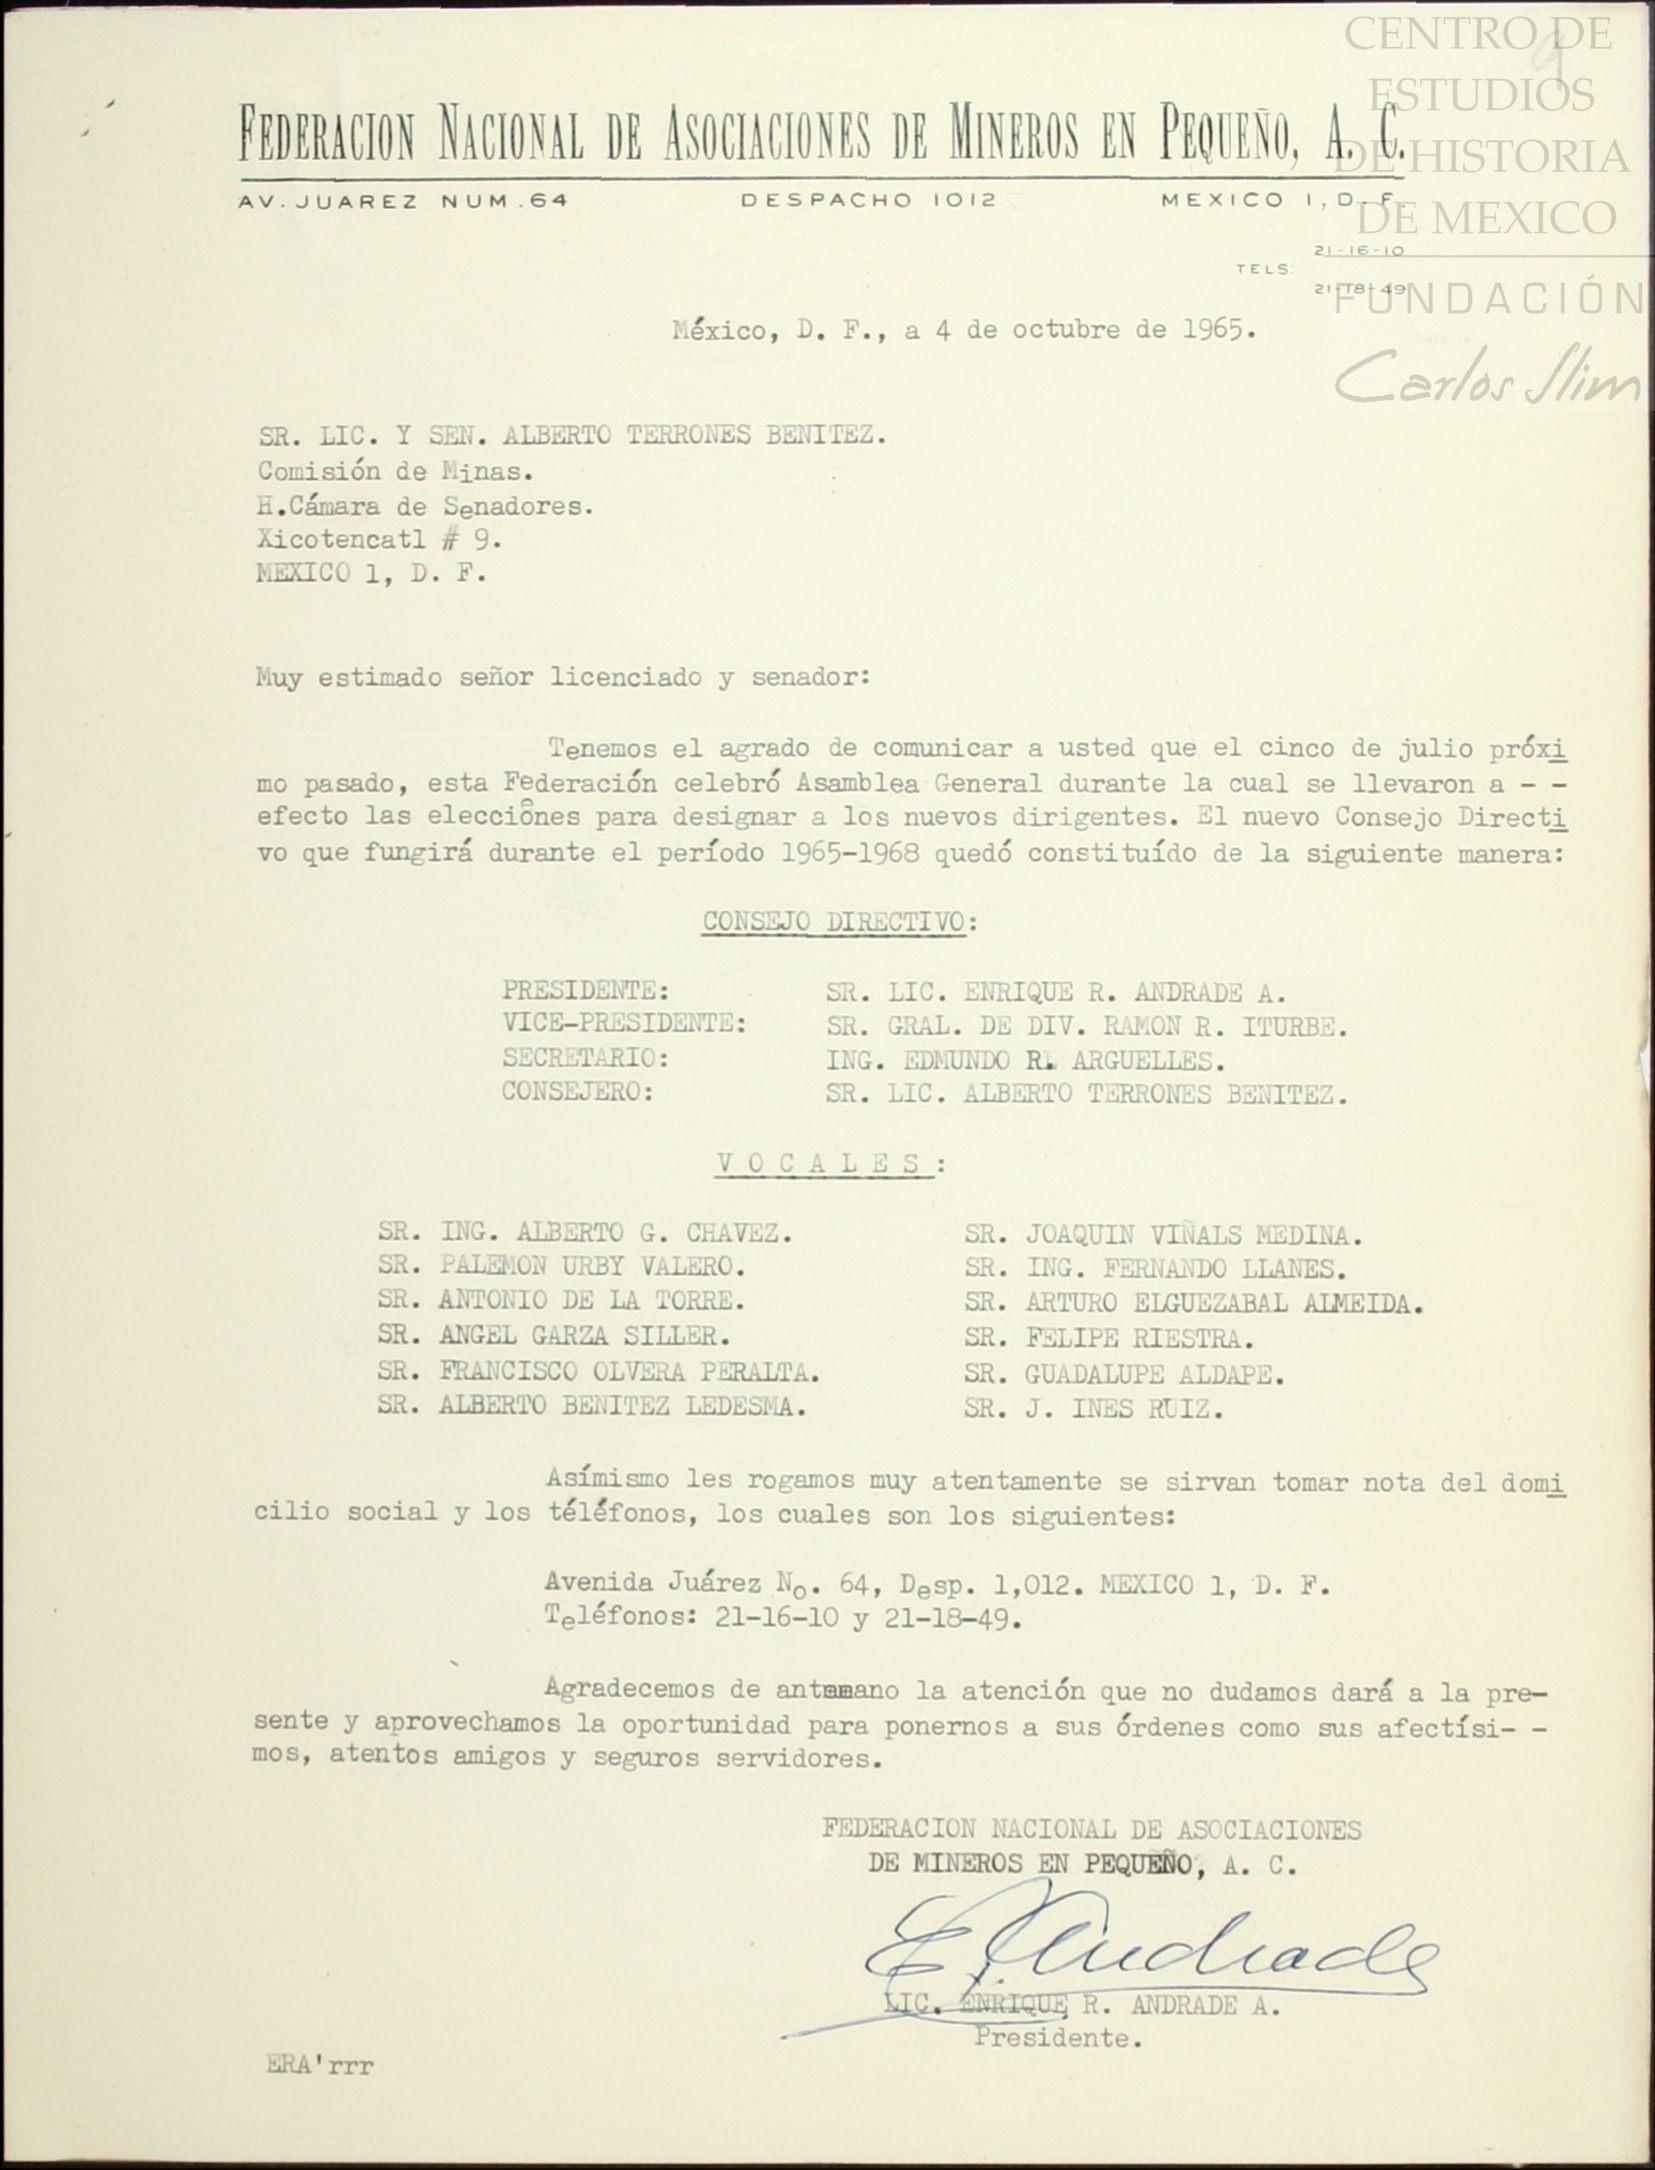 CENTRO DE
ESTUDIOS
DE HISTORIA
DE MEXICO
FUNDACIÓN
Carlos Slim
9
FEDERACION NACIONAL DE ASOCIACIONES DE MINEROS EN PEQUEÑO, A. C.
AV. JUAREZ NUM. 64 DESPACHO 1012 MEXICO 1, D. F.
TELS: 21-16-10
21-18-49
México, D. F., a 4 de octubre de 1965.
SR. LIC. Y SEN. ALBERTO TERRONES BENITEZ.
Comisión de Minas.
H.Cámara de Senadores.
Xicotencatl # 9.
MEXICO 1, D. F.
Muy estimado señor licenciado y senador:
Tenemos el agrado de comunicar a usted que el cinco de julio próxi
mo pasado, esta Federación celebró Asamblea General durante la cual se llevaron a - -
efecto las elecciones para designar a los nuevos dirigentes. El nuevo Consejo Directi
vo que fungirá durante el período 1965-1968 quedó constituído de la siguiente manera:
CONSEJO DIRECTIVO:
PRESIDENTE: SR. LIC. ENRIQUE R. ANDRADE A.
VICE-PRESIDENTE: SR. GRAL. DE DIV. RAMON R. ITURBE.
SECRETARIO: ING. EDMUNDO R. ARGUELLES.
CONSEJERO: SR. LIC. ALBERTO TERRONES BENITEZ.
V O C A L E S :
SR. ING. ALBERTO G. CHAVEZ. SR. JOAQUIN VIÑALS MEDINA.
SR. PALEMON URBY VALERO. SR. ING. FERNANDO LLANES.
SR. ANTONIO DE LA TORRE. SR. ARTURO ELGUEZABAL ALMEIDA.
SR. ANGEL GARZA SILLER. SR. FELIPE RIESTRA.
SR. FRANCISCO OLVERA PERALTA. SR. GUADALUPE ALDAPE.
SR. ALBERTO BENITEZ LEDESMA. SR. J. INES RUIZ.
Asímismo les rogamos muy atentamente se sirvan tomar nota del domi
cilio social y los téléfonos, los cuales son los siguientes:
Avenida Juárez No. 64, Desp. 1,012. MEXICO 1, D. F.
Teléfonos: 21-16-10 y 21-18-49.
Agradecemos de antemano la atención que no dudamos dará a la pre-
sente y aprovechamos la oportunidad para ponernos a sus órdenes como sus afectísi- -
mos, atentos amigos y seguros servidores.
FEDERACION NACIONAL DE ASOCIACIONES
DE MINEROS EN PEQUEÑO, A. C.
E. Andrade
LIC. ENRIQUE R. ANDRADE A.
Presidente.
ERA'rrr